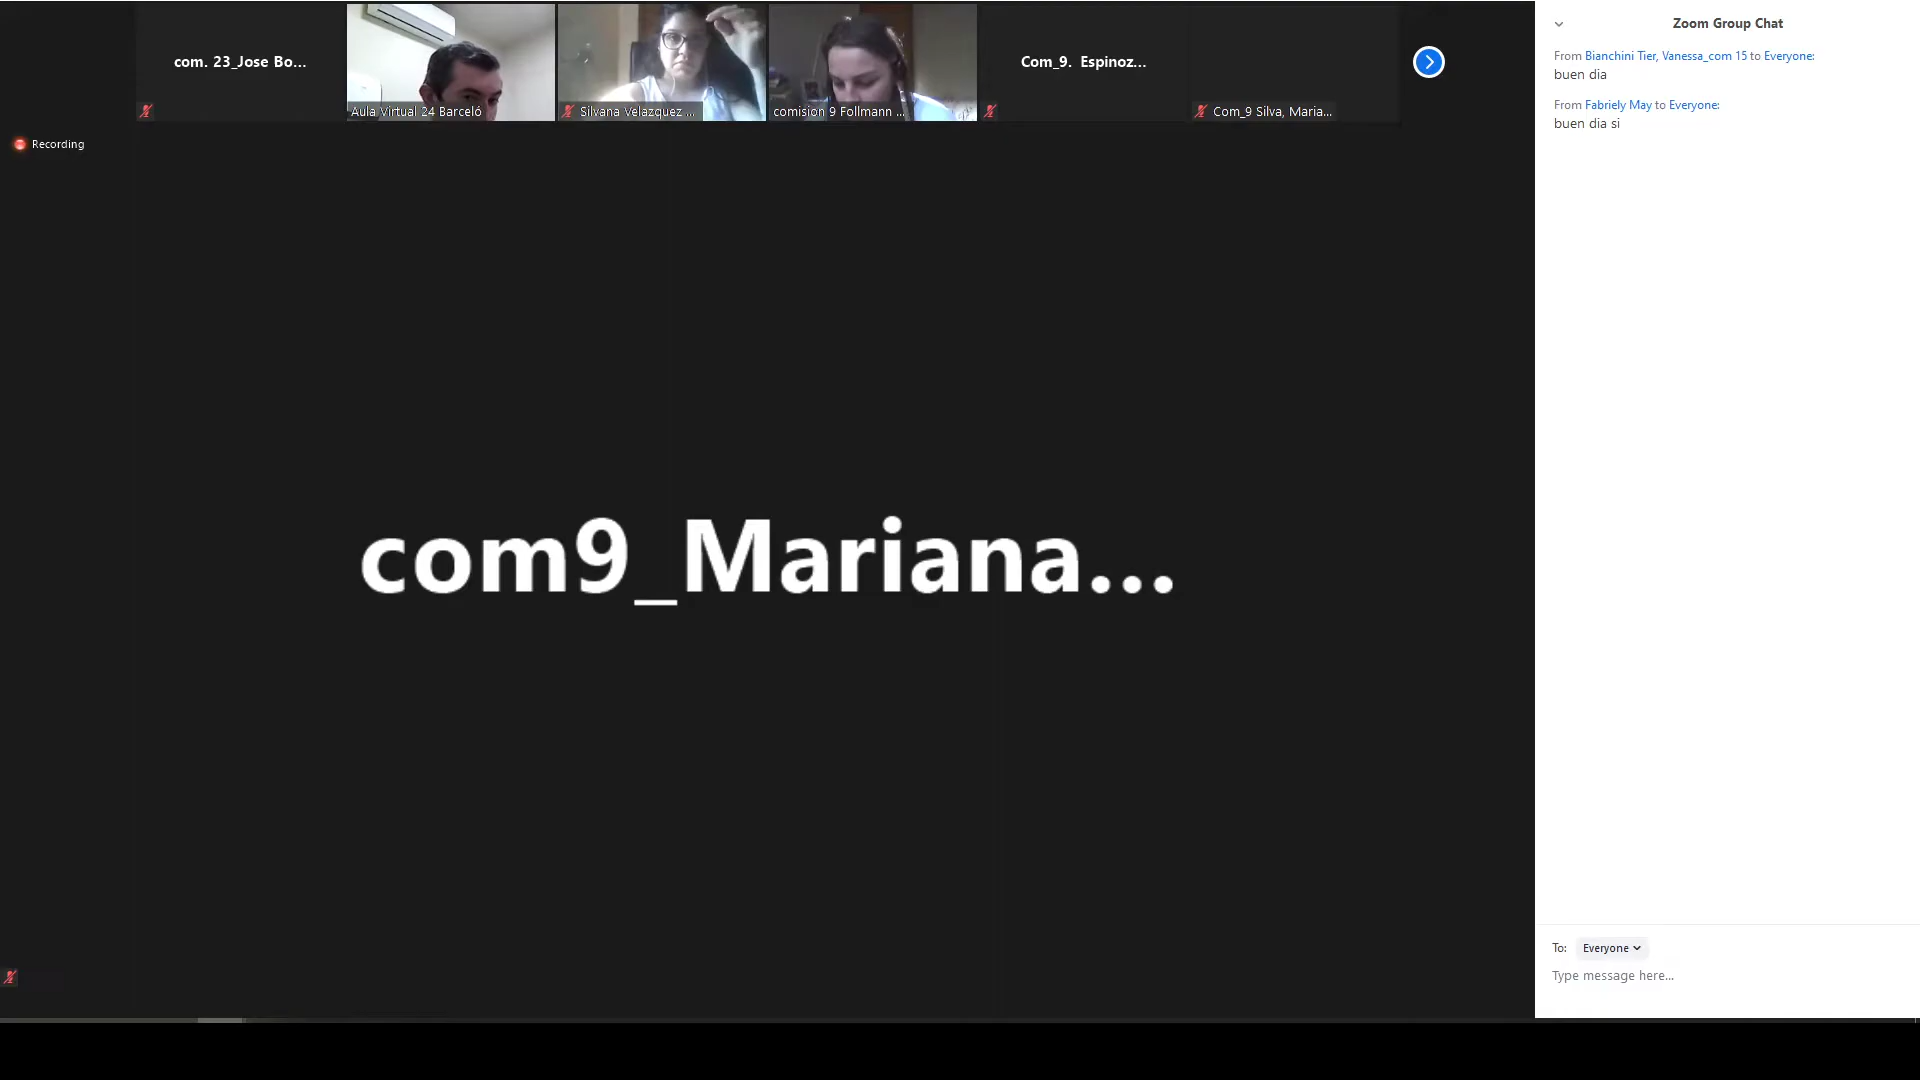 com. 23_Jose Bo...
Aula Virtual 24 Barceló
Silvana Velazquez ...
comision 9 Follmann ...
Com_9. Espinoz...
Com_9 Silva, Maria...
Recording
com9_Mariana...
Zoom Group Chat
From Bianchini Tier, Vanessa_com 15 to Everyone:
buen dia
From Fabriely May to Everyone:
buen dia si
To: Everyone
Type message here...